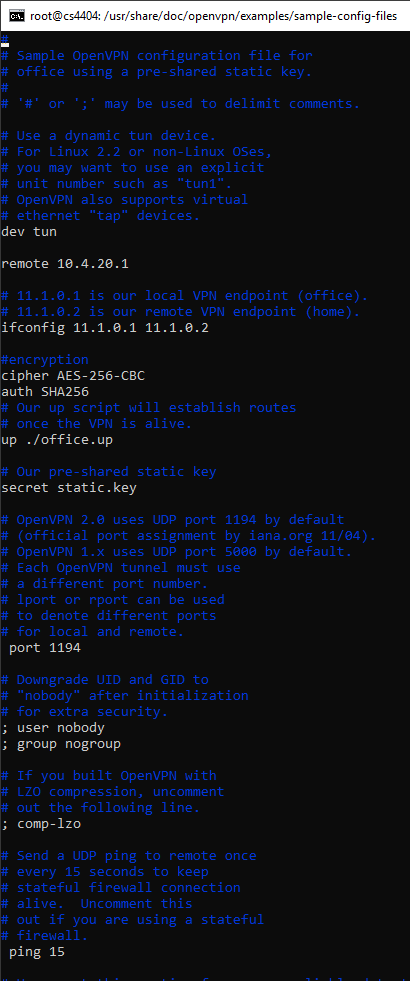 root@cs4404: /usr/share/doc/openvpn/examples/sample-config-files
#
# Sample OpenVPN configuration file for
# office using a pre-shared static key.
#
# '#' or ';' may be used to delimit comments.

# Use a dynamic tun device.
# For Linux 2.2 or non-Linux OSes,
# you may want to use an explicit
# unit number such as "tun1".
# OpenVPN also supports virtual
# ethernet "tap" devices.
dev tun

remote 10.4.20.1

# 11.1.0.1 is our local VPN endpoint (office).
# 11.1.0.2 is our remote VPN endpoint (home).
ifconfig 11.1.0.1 11.1.0.2

#encryption
cipher AES-256-CBC
auth SHA256
# Our up script will establish routes
# once the VPN is alive.
up ./office.up

# Our pre-shared static key
secret static.key

# OpenVPN 2.0 uses UDP port 1194 by default
# (official port assignment by iana.org 11/04).
# OpenVPN 1.x uses UDP port 5000 by default.
# Each OpenVPN tunnel must use
# a different port number.
# lport or rport can be used
# to denote different ports
# for local and remote.
 port 1194

# Downgrade UID and GID to
# "nobody" after initialization
# for extra security.
; user nobody
; group nogroup

# If you built OpenVPN with
# LZO compression, uncomment
# out the following line.
; comp-lzo

# Send a UDP ping to remote once
# every 15 seconds to keep
# stateful firewall connection
# alive.  Uncomment this
# out if you are using a stateful
# firewall.
 ping 15